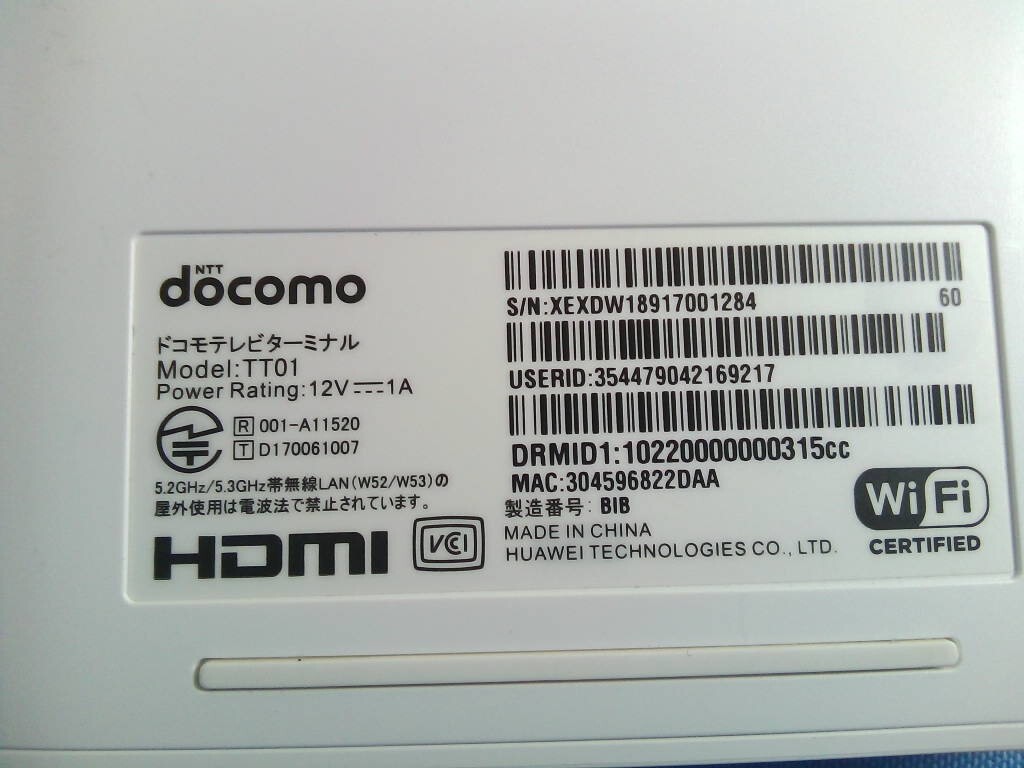 NTT
docomo
ドコモテレビターミナル
Model:TT01
Power Rating:12V⎓1A
R 001-A11520
T D170061007
5.2GHz/5.3GHz帯無線LAN(W52/W53)の
屋外使用は電波法で禁止されています。
HDMI
VCCI
S/N:XEXDW18917001284 60
USERID:354479042169217
DRMID1:10220000000315cc
MAC:304596822DAA
製造番号: BIB
MADE IN CHINA
HUAWEI TECHNOLOGIES CO., LTD.
Wi Fi
CERTIFIED